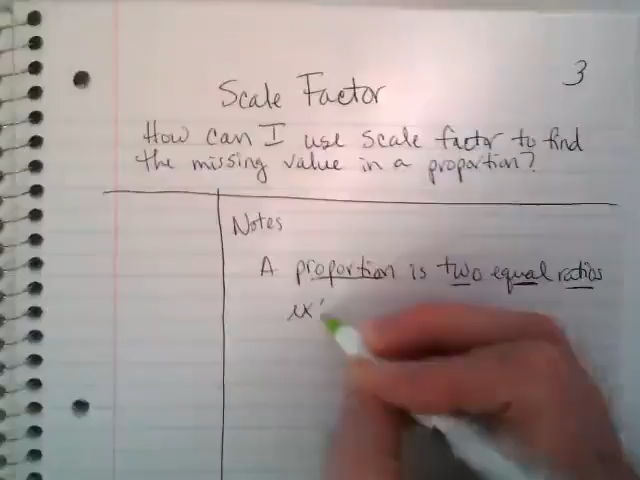 3
Scale Factor
How can I use scale factor to find
the missing value in a proportion?
Notes
A proportion is two equal ratios
ex: